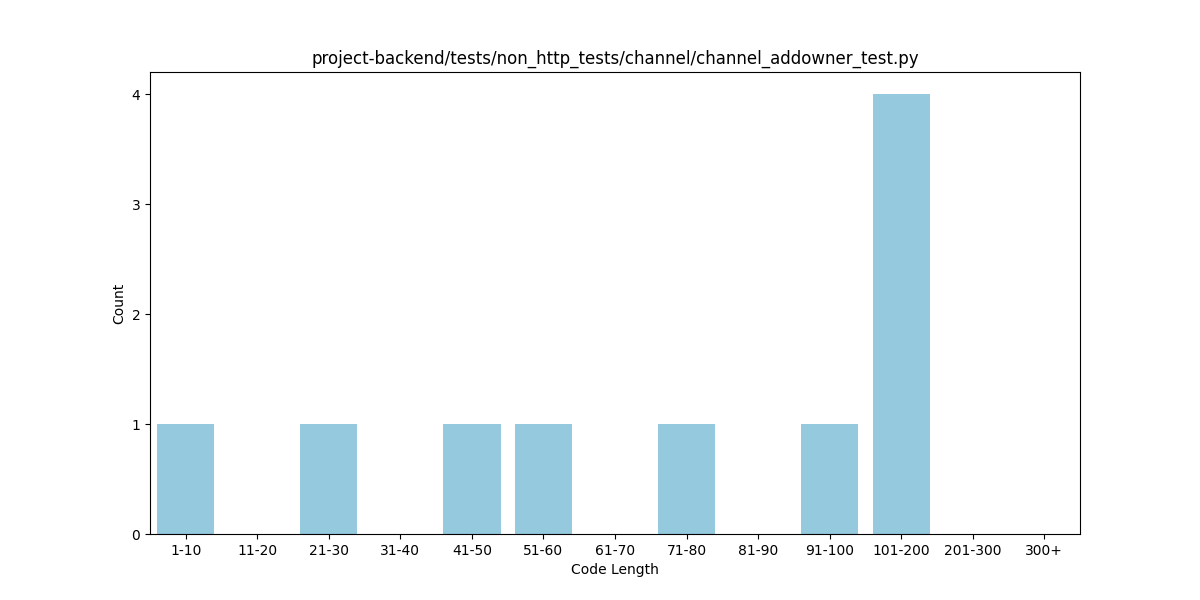 project-backend/tests/non_http_tests/channel/channel_addowner_test.py
4
3
2
1
0
Count
1-10 11-20 21-30 31-40 41-50 51-60 61-70 71-80 81-90 91-100 101-200 201-300 300+
Code Length